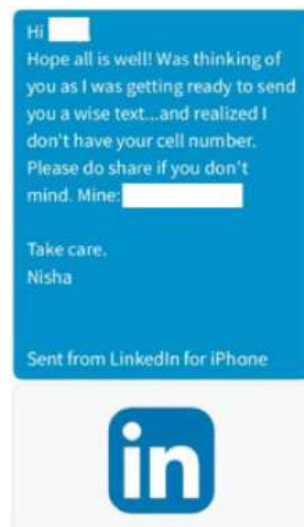 Hi
Hope all is well! Was thinking of
you as I was getting ready to send
you a wise text...and realized I
don't have your cell number.
Please do share if you don't
mind. Mine:
Take care.
Nisha
Sent from LinkedIn for iPhone
in